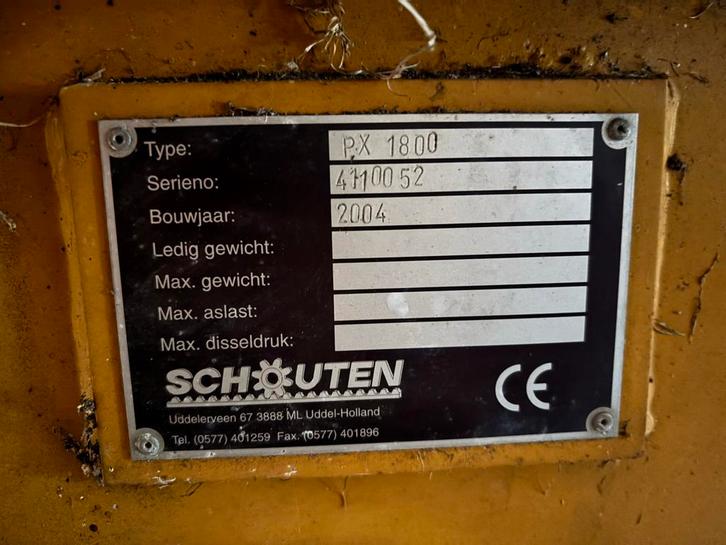 Type: PX 1800
Serieno: 4110052
Bouwjaar: 2004
Ledig gewicht:
Max. gewicht:
Max. aslast:
Max. disseldruk:
SCHOUTEN
CE
Uddelerveen 67 3888 ML Uddel-Holland
Tel. (0577) 401259 Fax. (0577) 401896